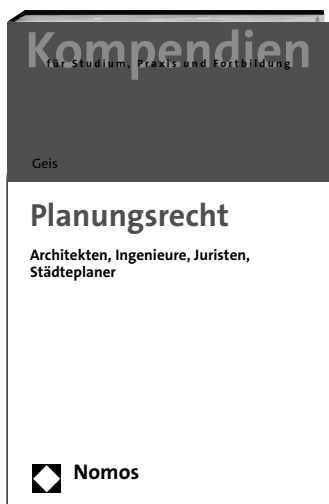 Kompendien
für Studium, Praxis und Fortbildung
Geis
Planungsrecht
Architekten, Ingenieure, Juristen,
Städteplaner
Nomos